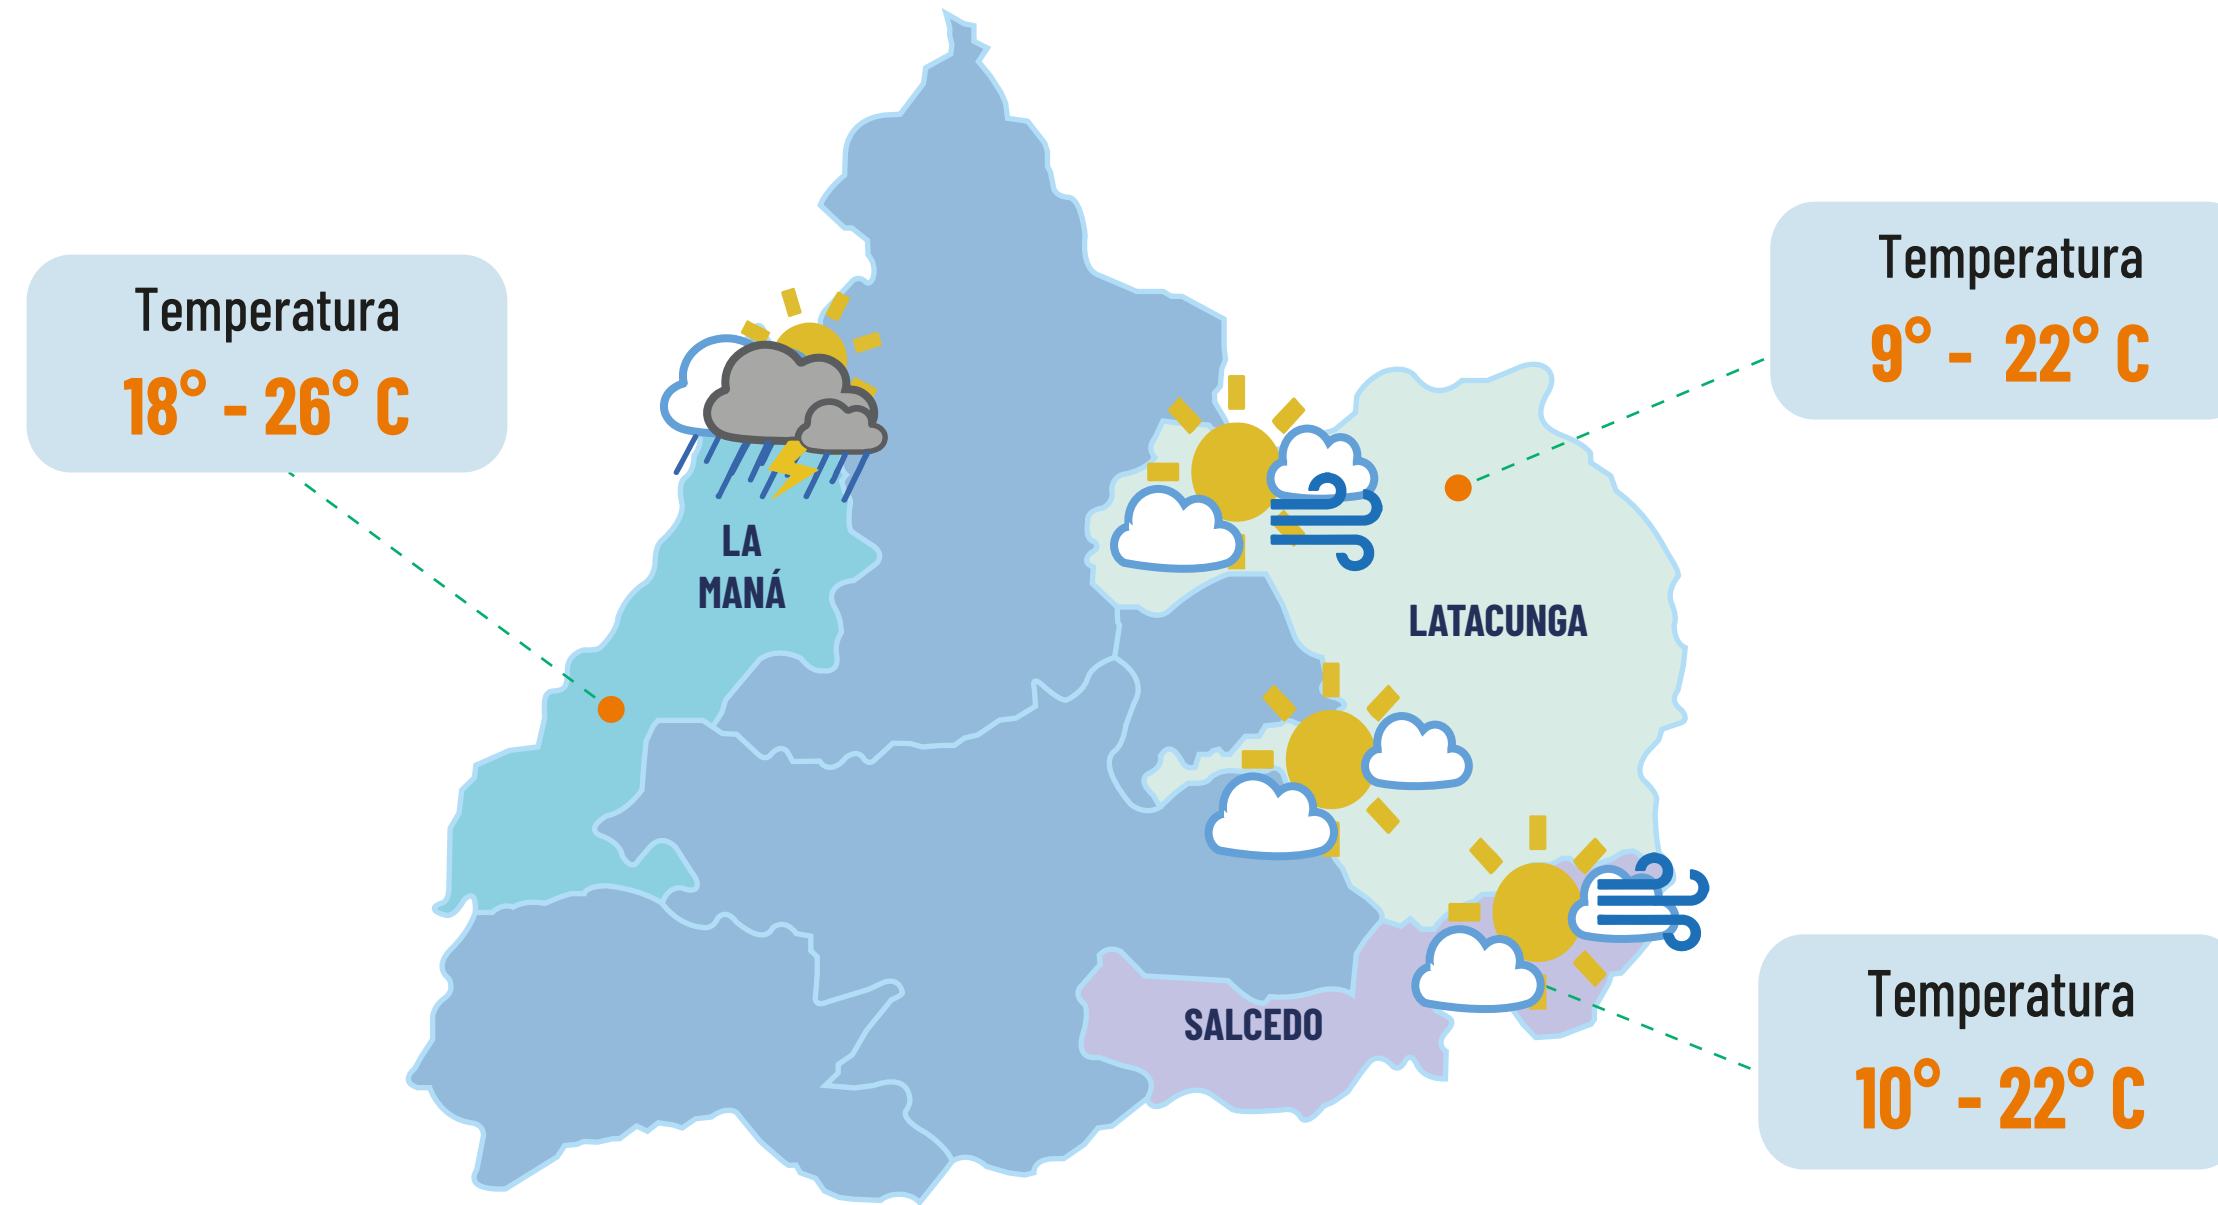 Temperatura
18° - 26° C
Temperatura
9° - 22° C
LA
MANÁ
LATACUNGA
SALCEDO
Temperatura
10° - 22° C